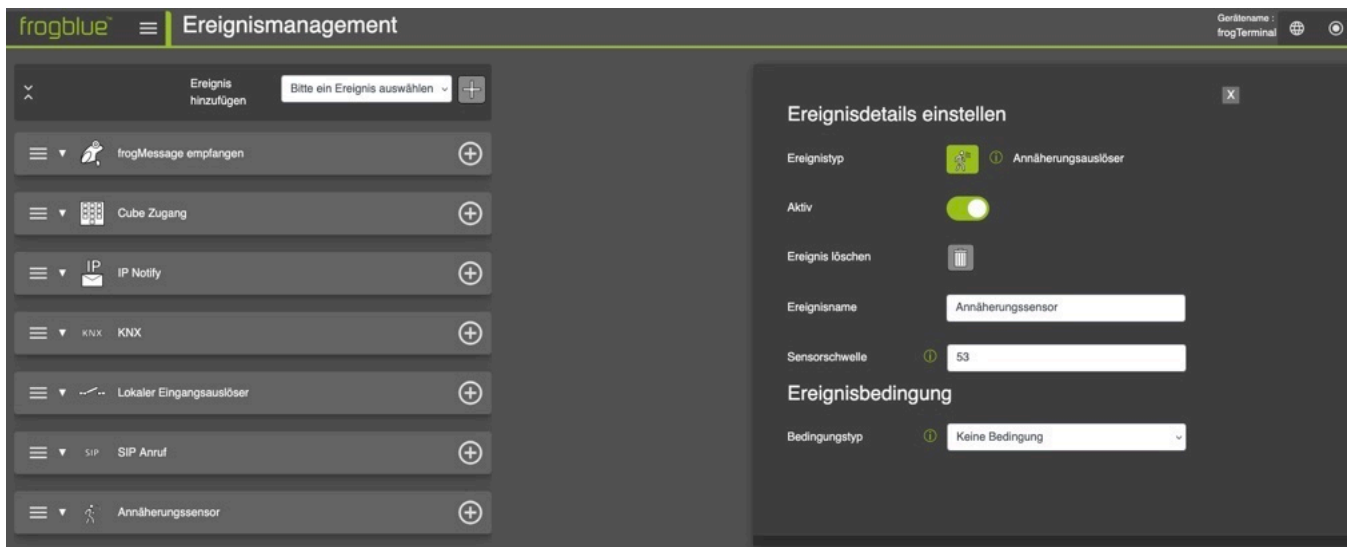 frogblue™
Ereignismanagement
Gerätename :
frogTerminal
Ereignis
hinzufügen
Bitte ein Ereignis auswählen
frogMessage empfangen
Cube Zugang
IP
IP Notify
KNX
KNX
Lokaler Eingangsauslöser
SIP
SIP Anruf
Annäherungssensor
X
Ereignisdetails einstellen
Ereignistyp
Annäherungsauslöser
Aktiv
Ereignis löschen
Ereignisname
Annäherungssensor
Sensorschwelle
53
Ereignisbedingung
Bedingungstyp
Keine Bedingung